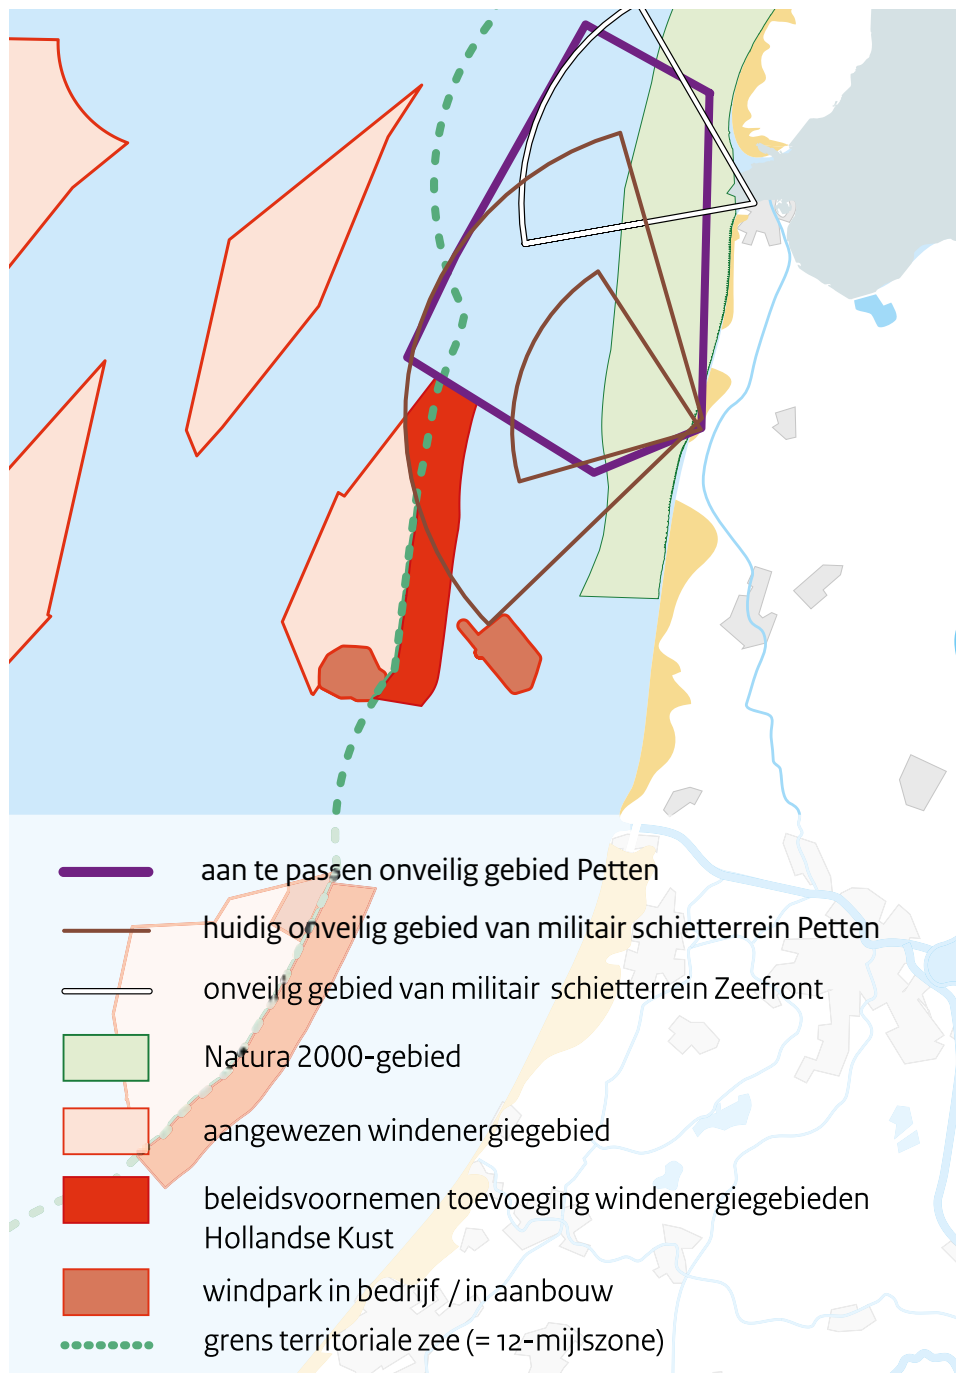 aan te passen onveilig gebied Petten
huidig onveilig gebied van militair schietterrein Petten
onveilig gebied van militair schietterrein Zeefront
Natura 2000-gebied
aangewezen windenergiegebied
beleidsvoornemen toevoeging windenergiegebieden
Hollandse Kust
windpark in bedrijf / in aanbouw
grens territoriale zee (= 12-mijlszone)